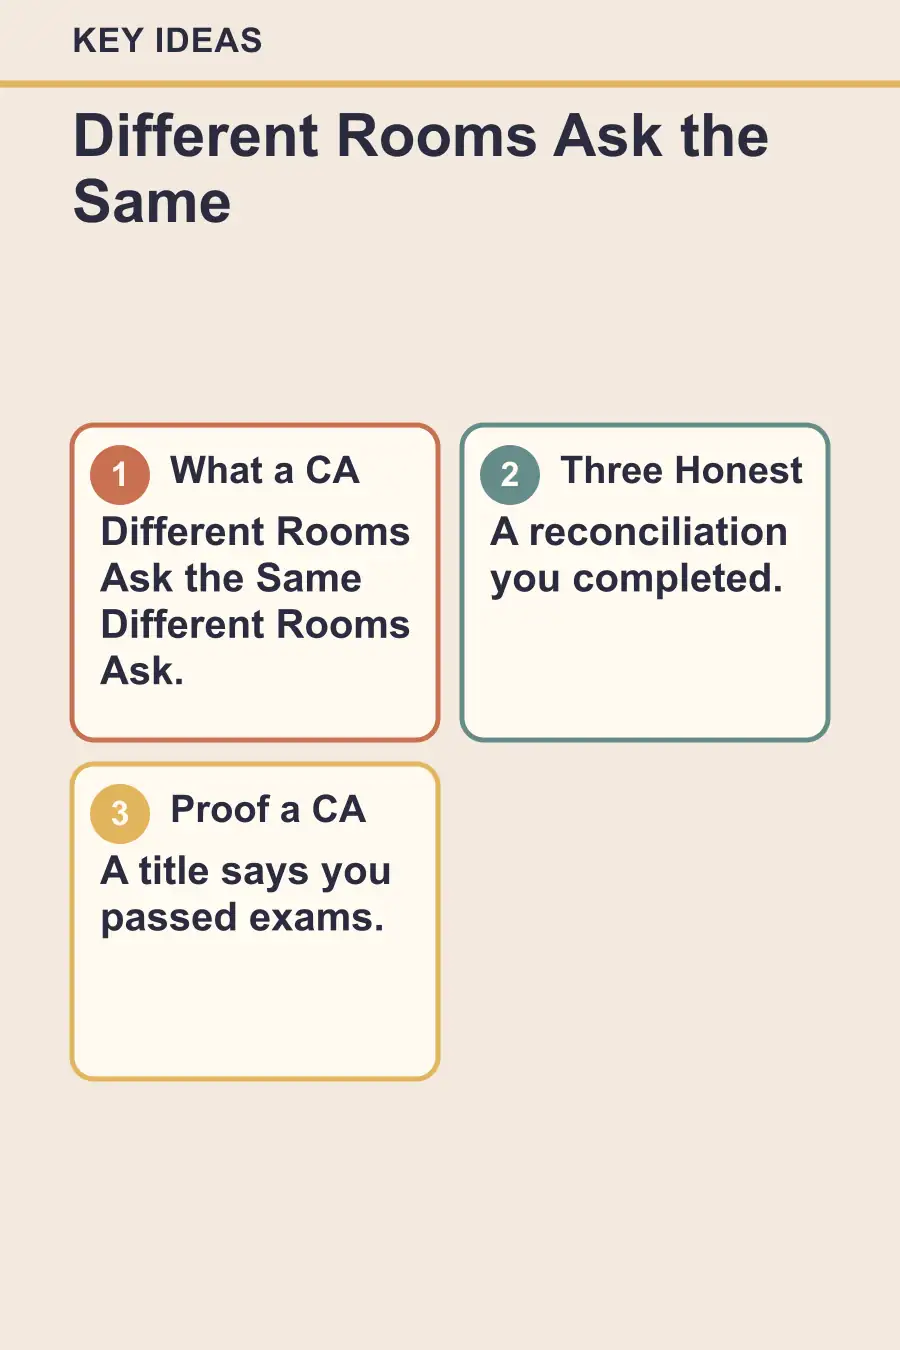 KEY IDEAS
Different Rooms Ask the
Same
1 What a CA
Different Rooms
Ask the Same
Different Rooms
Ask.
2 Three Honest
A reconciliation
you completed.
3 Proof a CA
A title says you
passed exams.